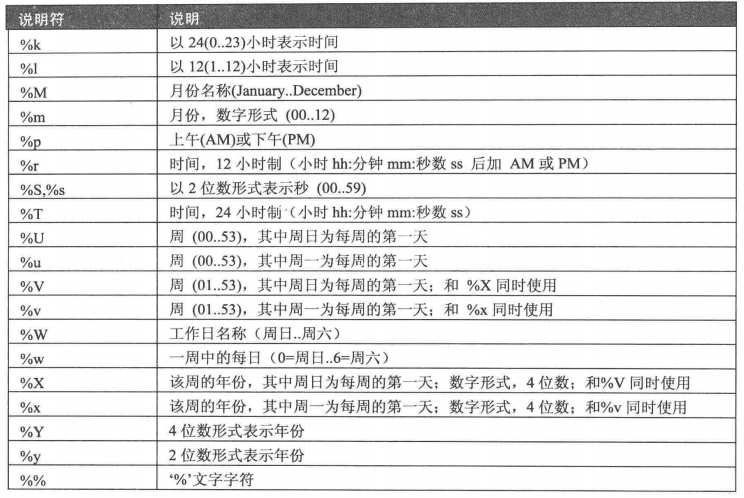 说明符 说明
%k 以 24(0..23)小时表示时间
%l 以 12(1..12)小时表示时间
%M 月份名称(January..December)
%m 月份，数字形式 (00..12)
%p 上午(AM)或下午(PM)
%r 时间，12 小时制（小时 hh:分钟 mm:秒数 ss 后加 AM 或 PM）
%S,%s 以 2 位数形式表示秒 (00..59)
%T 时间，24 小时制（小时 hh:分钟 mm:秒数 ss）
%U 周 (00..53)，其中周日为每周的第一天
%u 周 (00..53)，其中周一为每周的第一天
%V 周 (01..53)，其中周日为每周的第一天；和 %X 同时使用
%v 周 (01..53)，其中周一为每周的第一天；和 %x 同时使用
%W 工作日名称（周日..周六）
%w 一周中的每日（0=周日..6=周六）
%X 该周的年份，其中周日为每周的第一天；数字形式，4 位数；和%V 同时使用
%x 该周的年份，其中周一为每周的第一天；数字形式，4 位数；和%v 同时使用
%Y 4 位数形式表示年份
%y 2 位数形式表示年份
%% ‘%’文字字符